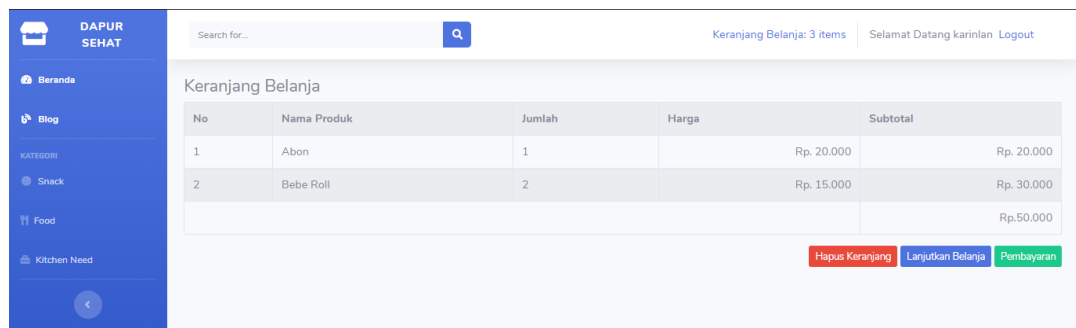 DAPUR
SEHAT
Beranda
Blog
KATEGORI
Snack
Food
Kitchen Need
Search for...
Keranjang Belanja: 3 items
Selamat Datang karinlan Logout
Keranjang Belanja
No Nama Produk Jumlah Harga Subtotal
1 Abon 1 Rp. 20.000 Rp. 20.000
2 Bebe Roll 2 Rp. 15.000 Rp. 30.000
Rp.50.000
Hapus Keranjang Lanjutkan Belanja Pembayaran